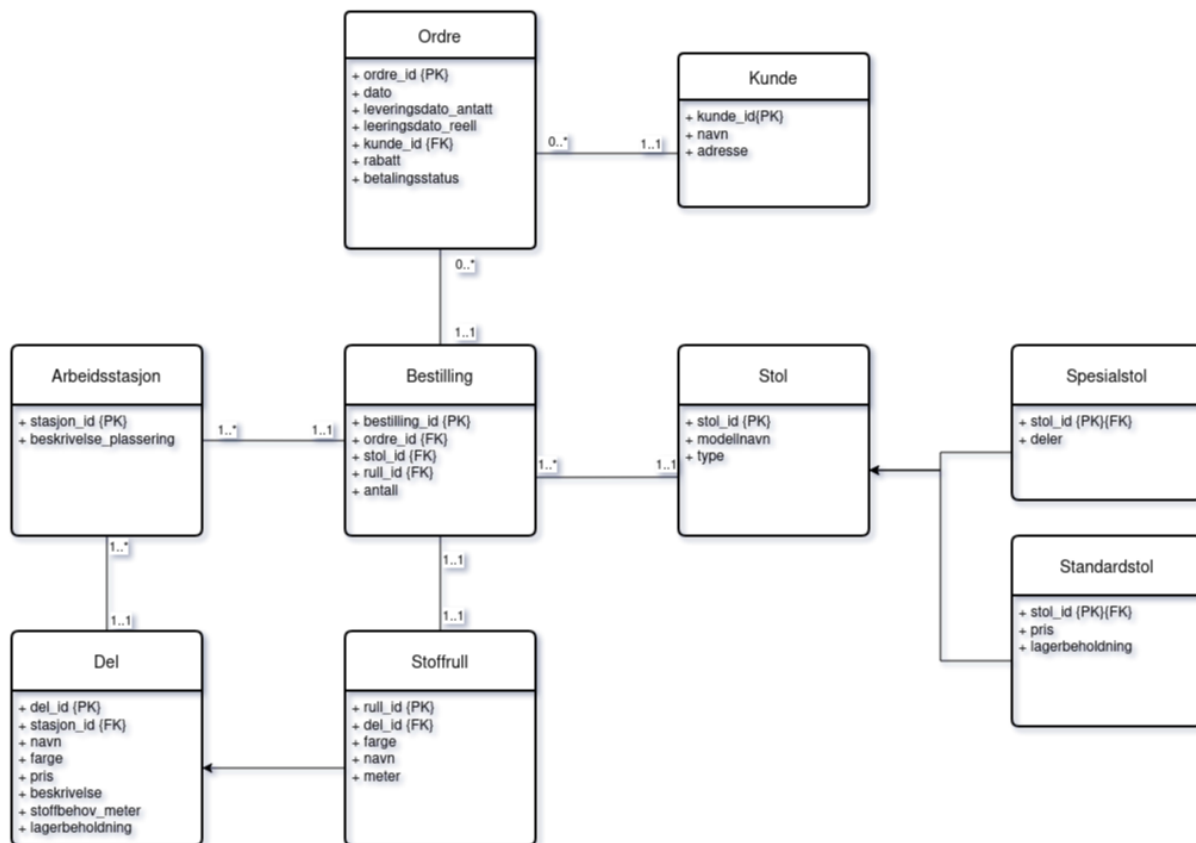 Ordre
+ ordre_id {PK}
+ dato
+ leveringsdato_antatt
+ leeringsdato_reell
+ kunde_id {FK}
+ rabatt
+ betalingsstatus
Kunde
+ kunde_id{PK}
+ navn
+ adresse
0..*
1..1
0..*
1..1
Arbeidsstasjon
+ stasjon_id {PK}
+ beskrivelse_plassering
1..*
1..1
Bestilling
+ bestilling_id {PK}
+ ordre_id {FK}
+ stol_id {FK}
+ rull_id {FK}
+ antall
1..*
1..1
Stol
+ stol_id {PK}
+ modellnavn
+ type
Spesialstol
+ stol_id {PK}{FK}
+ deler
Standardstol
+ stol_id {PK}{FK}
+ pris
+ lagerbeholdning
1..*
1..1
1..1
1..1
Del
+ del_id {PK}
+ stasjon_id {FK}
+ navn
+ farge
+ pris
+ beskrivelse
+ stoffbehov_meter
+ lagerbeholdning
Stoffrull
+ rull_id {PK}
+ del_id {FK}
+ farge
+ navn
+ meter